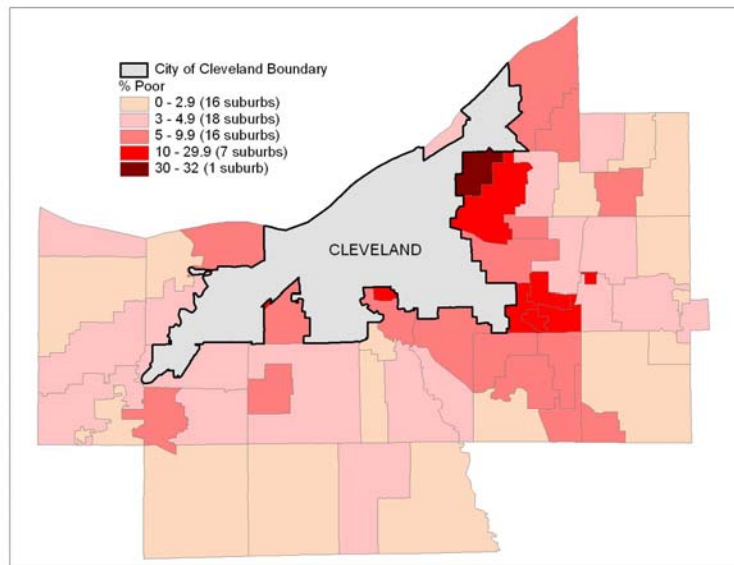 City of Cleveland Boundary
% Poor
0 - 2.9 (16 suburbs)
3 - 4.9 (18 suburbs)
5 - 9.9 (16 suburbs)
10 - 29.9 (7 suburbs)
30 - 32 (1 suburb)
CLEVELAND